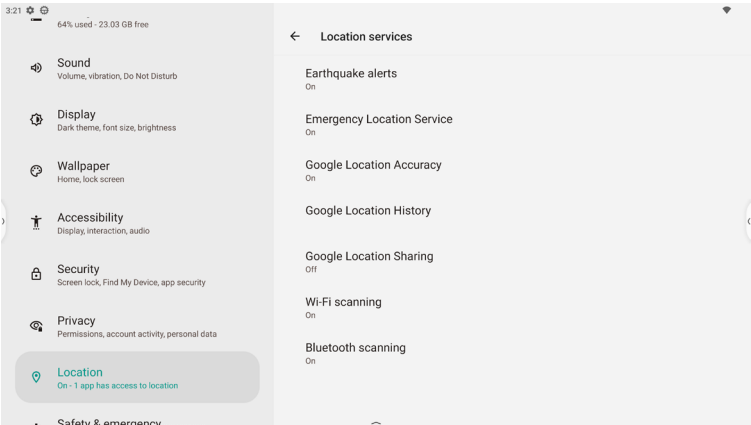 3:21
64% used - 23.03 GB free
Sound
Volume, vibration, Do Not Disturb
Display
Dark theme, font size, brightness
Wallpaper
Home, lock screen
Accessibility
Display, interaction, audio
Security
Screen lock, Find My Device, app security
Privacy
Permissions, account activity, personal data
Location
On - 1 app has access to location
Safety & emergency
Location services
Earthquake alerts
On
Emergency Location Service
On
Google Location Accuracy
On
Google Location History
Google Location Sharing
Off
Wi-Fi scanning
On
Bluetooth scanning
On